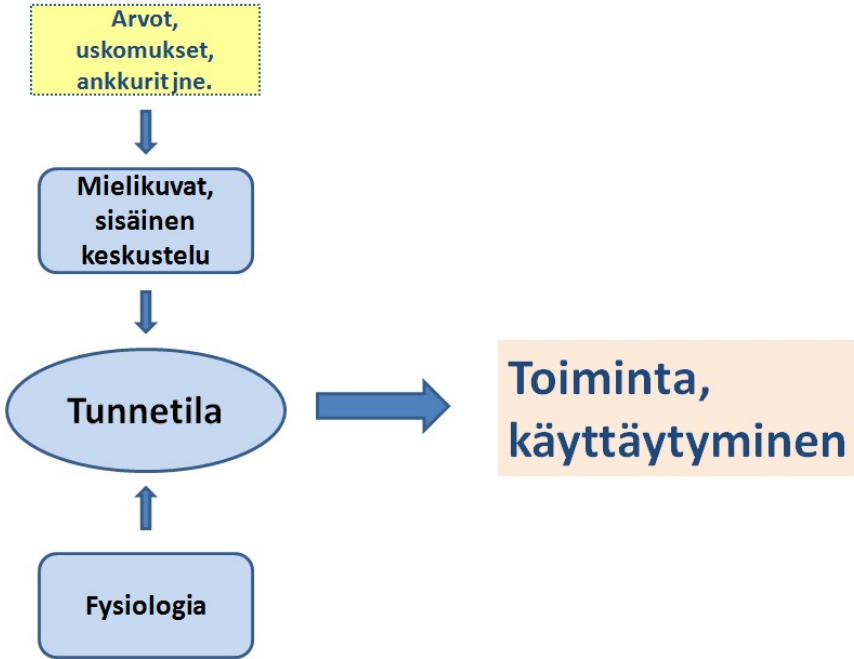 Arvot,
uskomukset,
ankkurit jne.
Mielikuvat,
sisäinen
keskustelu
Tunnetila
Toiminta,
käyttäytyminen
Fysiologia